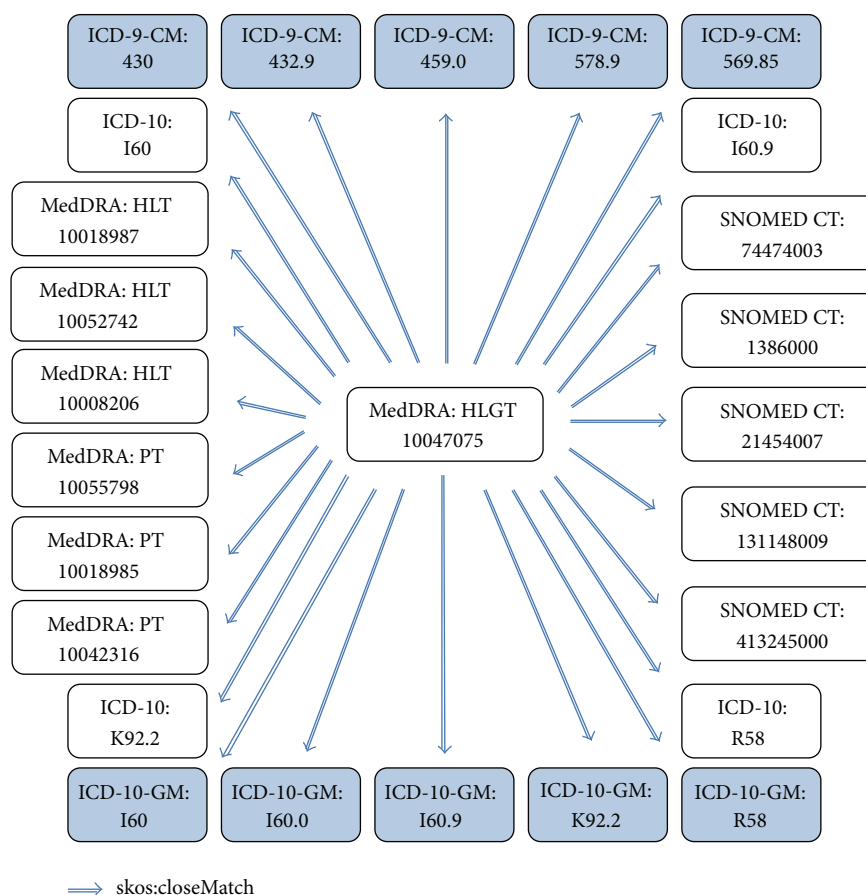 ICD-9-CM:
430
ICD-9-CM:
432.9
ICD-9-CM:
459.0
ICD-9-CM:
578.9
ICD-9-CM:
569.85
ICD-10:
I60
ICD-10:
I60.9
MedDRA: HLT
10018987
SNOMED CT:
74474003
MedDRA: HLT
10052742
SNOMED CT:
1386000
MedDRA: HLT
10008206
MedDRA: HLGT
10047075
SNOMED CT:
21454007
MedDRA: PT
10055798
SNOMED CT:
131148009
MedDRA: PT
10018985
MedDRA: PT
10042316
SNOMED CT:
413245000
ICD-10:
K92.2
ICD-10:
R58
ICD-10-GM:
I60
ICD-10-GM:
I60.0
ICD-10-GM:
I60.9
ICD-10-GM:
K92.2
ICD-10-GM:
R58
skos:closeMatch